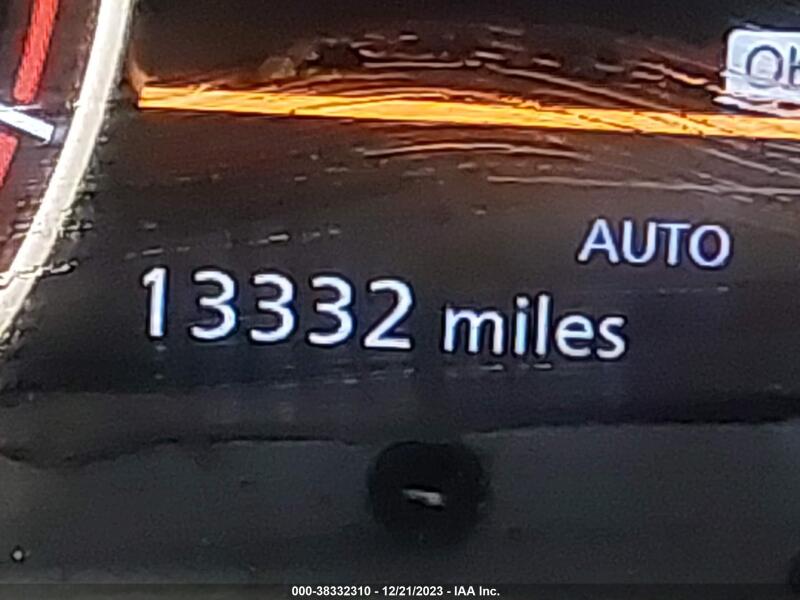 AUTO
13332 miles
000-38332310 - 12/21/2023 - IAA Inc.